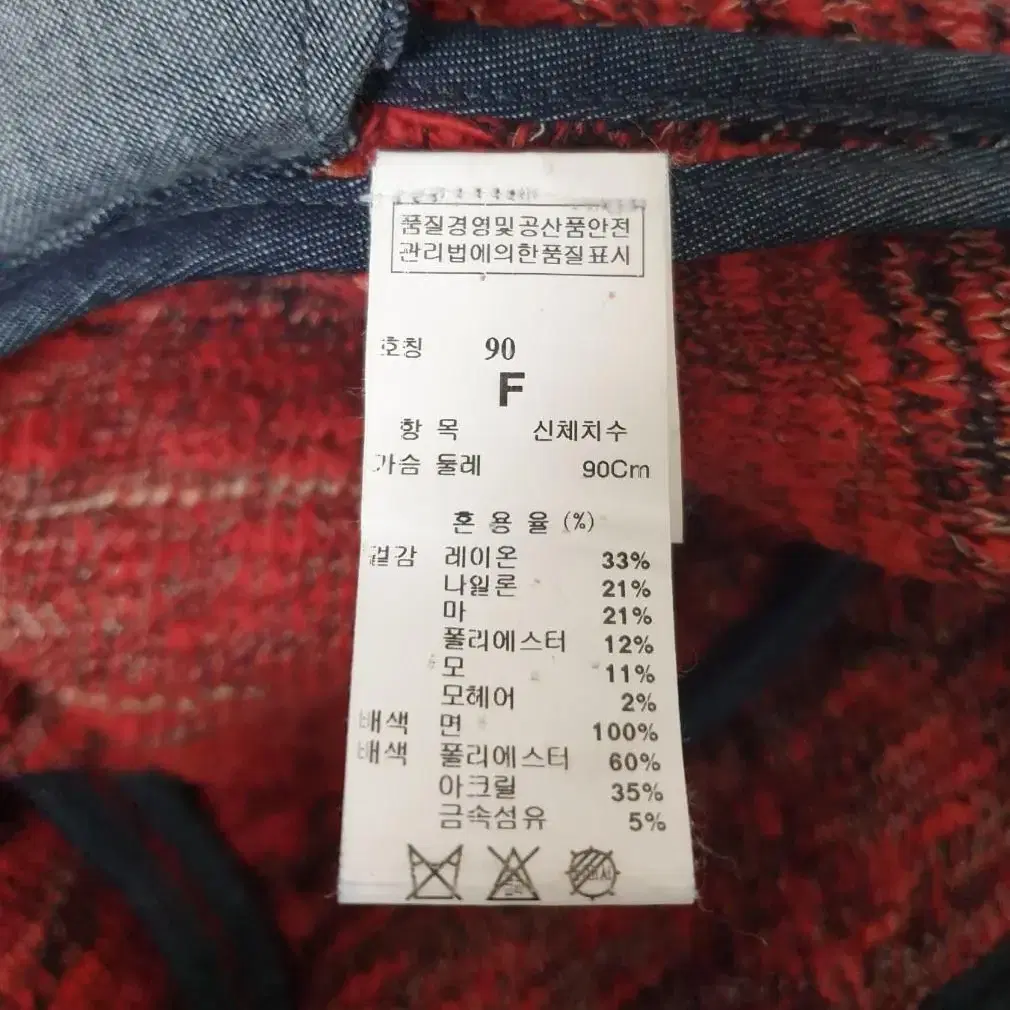 품질경영및공산품안전
관리법에의한품질표시
호칭 90
F
항 목 신체치수
가슴 둘레 90Cm
혼 용 율 (%)
겉감 레이온 33%
나일론 21%
마 21%
폴리에스터 12%
모 11%
모헤어 2%
배색 면 100%
배색 폴리에스터 60%
아크릴 35%
금속섬유 5%